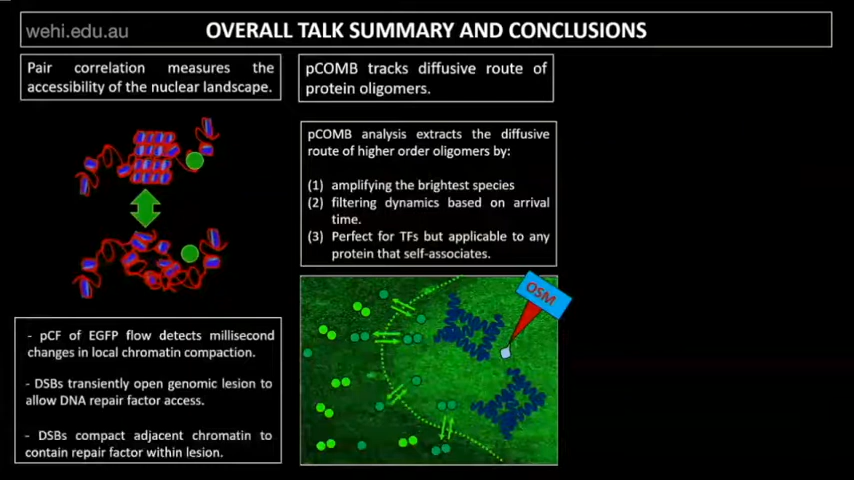 wehi.edu.au
OVERALL TALK SUMMARY AND CONCLUSIONS
Pair correlation measures the
accessibility of the nuclear landscape.
pCOMB tracks diffusive route of
protein oligomers.
pCOMB analysis extracts the diffusive
route of higher order oligomers by:
(1) amplifying the brightest species
(2) filtering dynamics based on arrival
time.
(3) Perfect for TFs but applicable to any
protein that self-associates.
OSM
- pCF of EGFP flow detects millisecond
changes in local chromatin compaction.
- DSBs transiently open genomic lesion to
allow DNA repair factor access.
- DSBs compact adjacent chromatin to
contain repair factor within lesion.